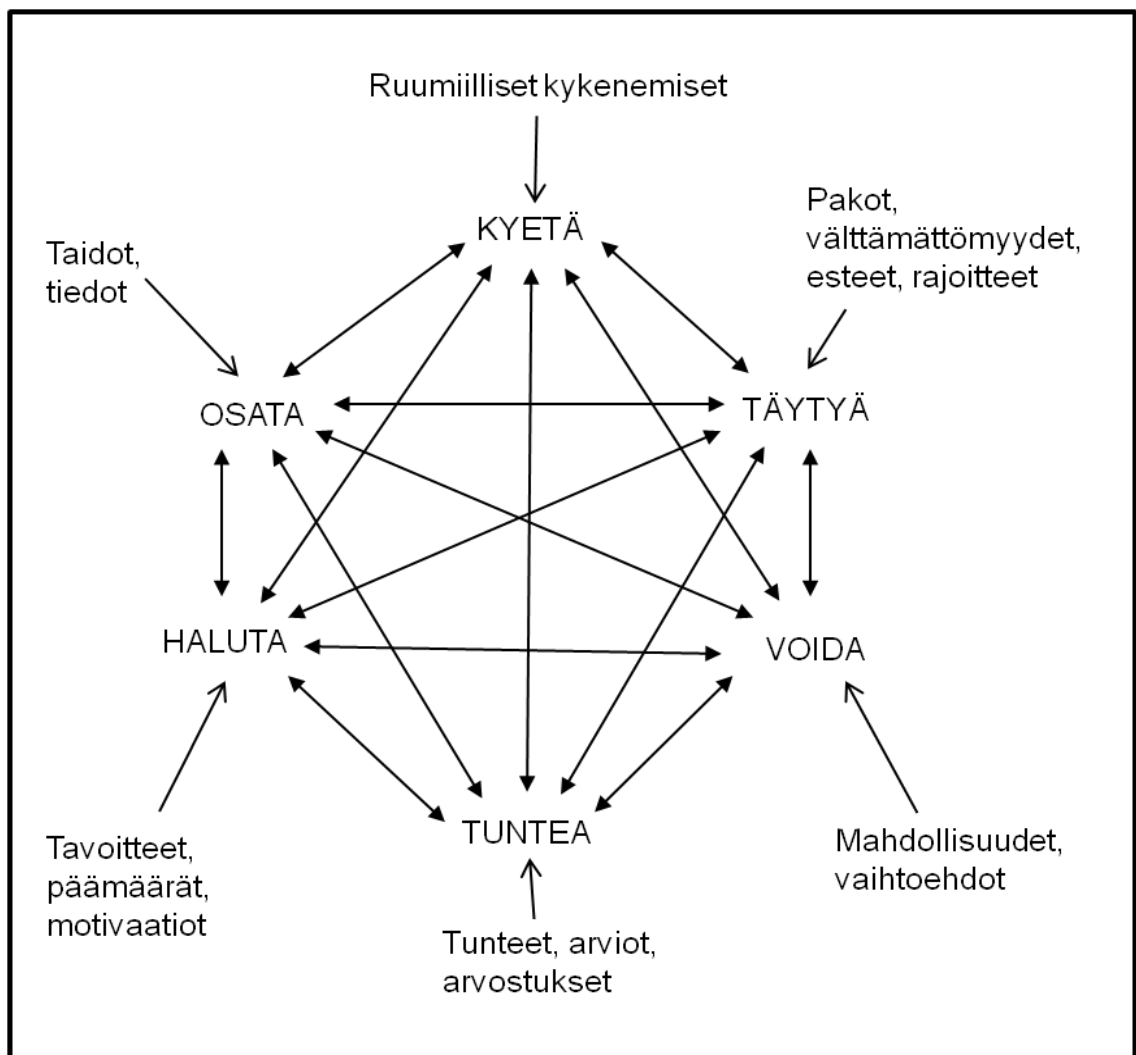 Ruumiilliset kykenemiset
Pakot,
välttämättömyydet,
esteet, rajoitteet
KYETÄ
Taidot,
tiedot
TÄYTYÄ
OSATA
HALUTA
VOIDA
TUNTEA
Tavoitteet,
päämäärät,
motivaatiot
Mahdollisuudet,
vaihtoehdot
Tunteet, arviot,
arvostukset